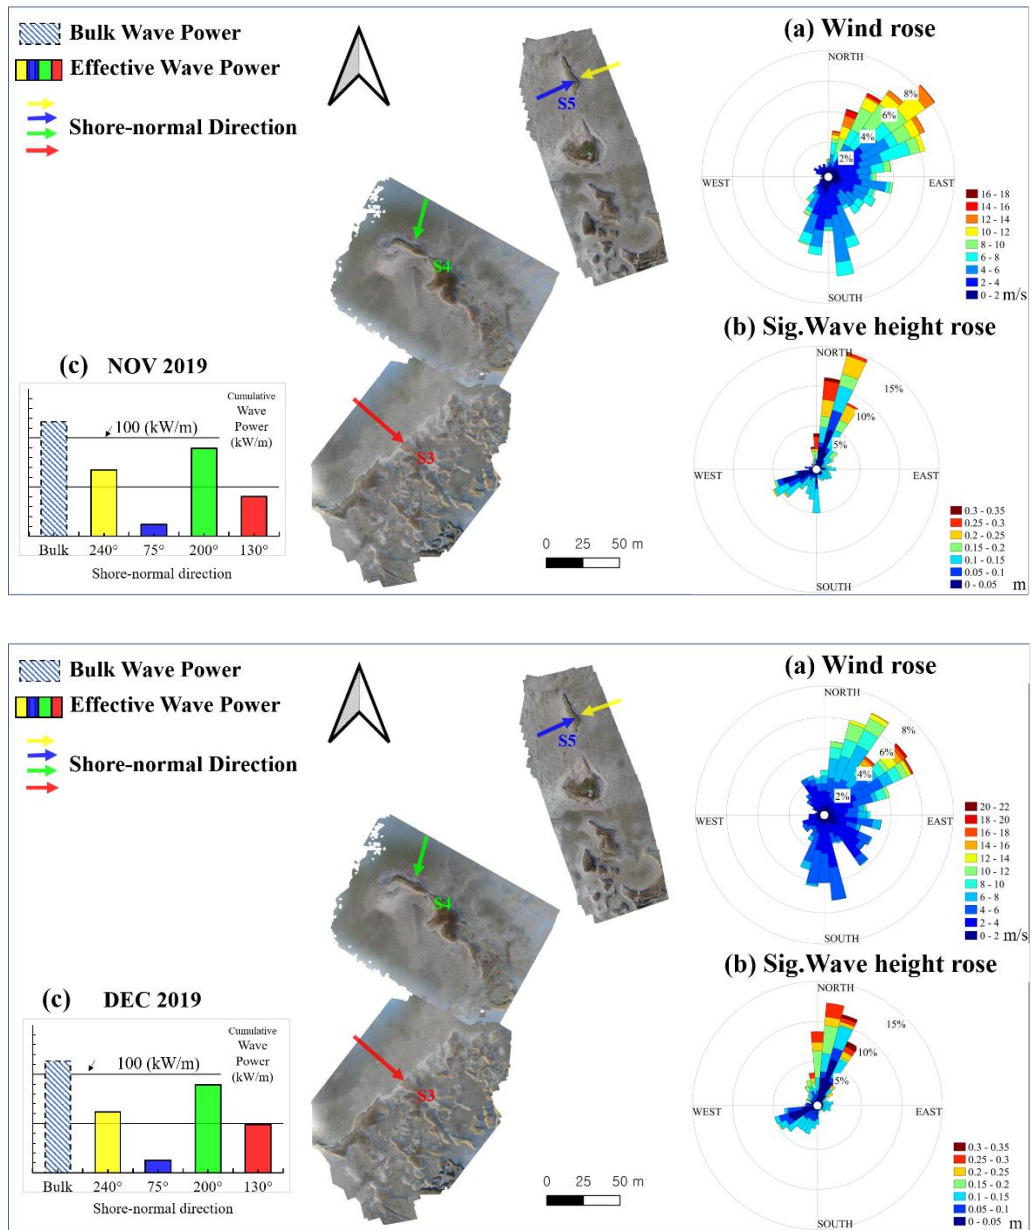 Bulk Wave Power
Effective Wave Power
Shore-normal Direction
S5
S4
S3
0 25 50 m
(a) Wind rose
NORTH
8%
6%
4%
2%
WEST
EAST
SOUTH
16 - 18
14 - 16
12 - 14
10 - 12
8 - 10
6 - 8
4 - 6
2 - 4
0 - 2 m/s
(b) Sig.Wave height rose
NORTH
15%
10%
5%
WEST
EAST
SOUTH
0.3 - 0.35
0.25 - 0.3
0.2 - 0.25
0.15 - 0.2
0.1 - 0.15
0.05 - 0.1
0 - 0.05 m
(c) NOV 2019
Cumulative
Wave
Power
(kW/m)
100 (kW/m)
Bulk 240° 75° 200° 130°
Shore-normal direction
Bulk Wave Power
Effective Wave Power
Shore-normal Direction
S5
S4
S3
0 25 50 m
(a) Wind rose
NORTH
8%
6%
4%
2%
WEST
EAST
SOUTH
20 - 22
18 - 20
16 - 18
14 - 16
12 - 14
10 - 12
8 - 10
6 - 8
4 - 6
2 - 4
0 - 2 m/s
(b) Sig.Wave height rose
NORTH
15%
10%
5%
WEST
EAST
SOUTH
0.3 - 0.35
0.25 - 0.3
0.2 - 0.25
0.15 - 0.2
0.1 - 0.15
0.05 - 0.1
0 - 0.05 m
(c) DEC 2019
Cumulative
Wave
Power
(kW/m)
100 (kW/m)
Bulk 240° 75° 200° 130°
Shore-normal direction